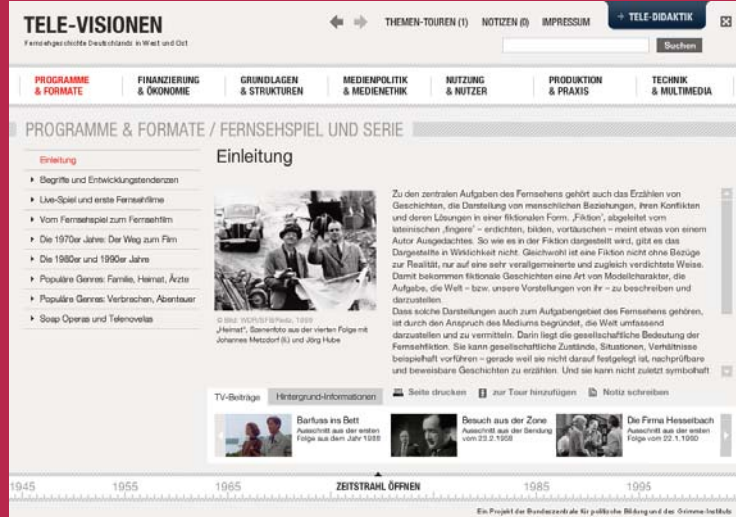 TELE-VISIONEN
Fernsehgeschichte Deutschlands in West und Ost
THEMEN-TOUREN (1) NOTIZEN (0) IMPRESSUM
TELE-DIDAKTIK
Suchen
PROGRAMME & FORMATE
FINANZIERUNG & ÖKONOMIE
GRUNDLAGEN & STRUKTUREN
MEDIENPOLITIK & MEDIENETHIK
NUTZUNG & NUTZER
PRODUKTION & PRAXIS
TECHNIK & MULTIMEDIA
PROGRAMME & FORMATE / FERNSEHSPIEL UND SERIE
Einleitung
Begriffe und Entwicklungstendenzen
Live-Spiel und erste Fernsehfilme
Vom Fernsehspiel zum Fernsehfilm
Die 1970er Jahre: Der Weg zum Film
Die 1980er und 1990er Jahre
Populäre Genres: Familie, Heimat, Ärzte
Populäre Genres: Verbrechen, Abenteuer
Soap Operas und Telenovelas
Einleitung
© Bild: WDR/SFB/Reitz,
„Heimat“, Szenenfoto aus der vierten Folge mit
Johannes Metzdorf (li.) und Jörg Hube
Zu den zentralen Aufgaben des Fernsehens gehört auch das Erzählen von
Geschichten, die Darstellung von menschlichen Beziehungen, ihren Konflikten
und deren Lösungen in einer fiktionalen Form. ‚Fiktion‘, abgeleitet vom
lateinischen ‚fingere‘ – erdichten, bilden, vortäuschen – meint etwas von einem
Autor Ausgedachtes. So wie es in der Fiktion dargestellt wird, gibt es das
Dargestellte in Wirklichkeit nicht. Gleichwohl ist eine Fiktion nicht ohne Bezüge
zur Realität, nur auf eine sehr verallgemeinerte und zugleich verdichtete Weise.
Damit bekommen fiktionale Geschichten eine Art von Modellcharakter, die
Aufgabe, die Welt – bzw. unsere Vorstellungen von ihr – zu beschreiben und
darzustellen.
Dass solche Darstellungen auch zum Aufgabengebiet des Fernsehens gehören,
ist durch den Anspruch des Mediums begründet, die Welt umfassend
darzustellen und zu vermitteln. Darin liegt die gesellschaftliche Bedeutung der
Fernsehfiktion. Sie kann gesellschaftliche Zustände, Situationen, Verhältnisse
beispielhaft vorführen – gerade weil sie nicht darauf festgelegt ist, nachprüfbare
und beweisbare Geschichten zu erzählen. Und sie kann nicht zuletzt symbolhaft
Seite drucken zur Tour hinzufügen Notiz schreiben
TV-Beiträge Hintergrund-Informationen
Barfuss ins Bett
Ausschnitt aus der ersten
Folge aus dem Jahr 1988
Besuch aus der Zone
Ausschnitt aus der Sendung
vom 23.2.1958
Die Firma Hesselbach
Ausschnitt aus der ersten
Folge vom 22.1.1960
1945 1955 1965 ZEITSTRAHL ÖFFNEN 1985 1995
Ein Projekt der Bundeszentrale für politische Bildung und des Grimme-Instituts